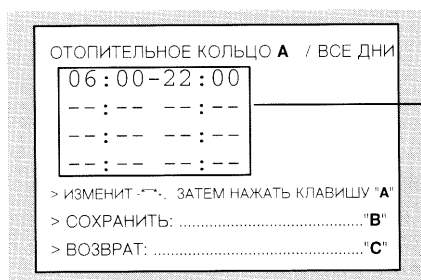 ОТОПИТЕЛЬНОЕ КОЛЬЦО A / ВСЕ ДНИ
06:00-22:00
--:-- --:--
--:-- --:--
--:-- --:--
> ИЗМЕНИТ -*¯*-. ЗАТЕМ НАЖАТЬ КЛАВИШУ "A"
> СОХРАНИТЬ: ..............................................."B"
> ВОЗВРАТ: ...................................................."C"